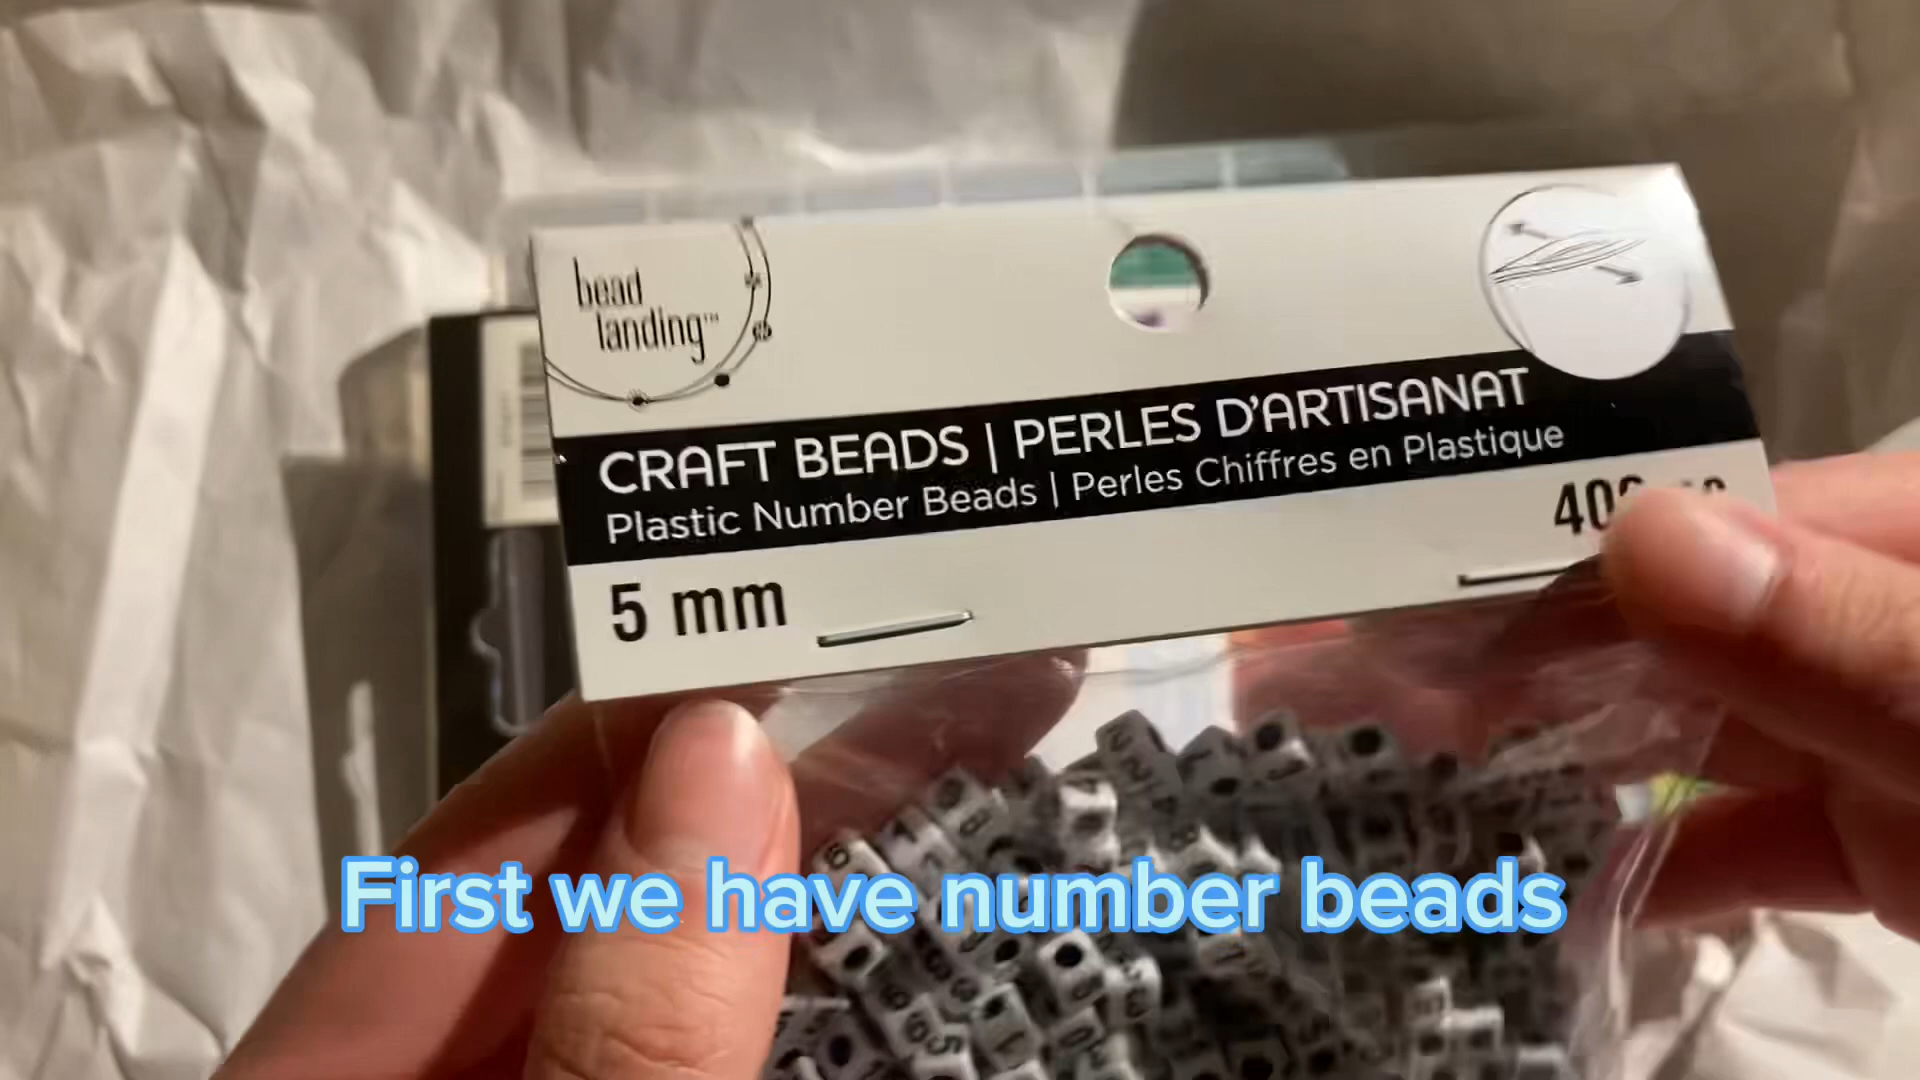 bead
landing™
CRAFT BEADS | PERLES D'ARTISANAT
Plastic Number Beads | Perles Chiffres en Plastique
5 mm
First we have number beads